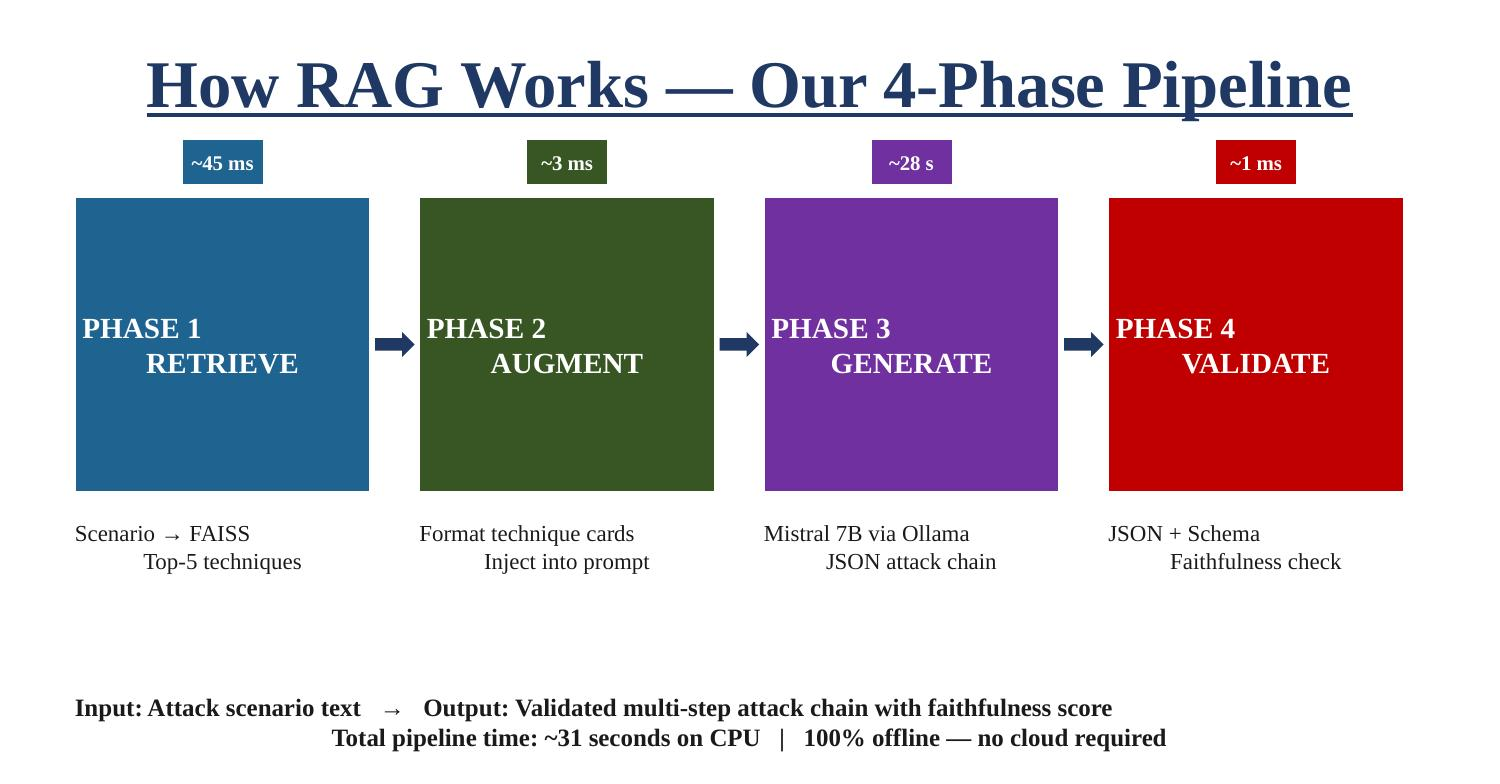 How RAG Works — Our 4-Phase Pipeline
~45 ms
~3 ms
~28 s
~1 ms
PHASE 1
RETRIEVE
PHASE 2
AUGMENT
PHASE 3
GENERATE
PHASE 4
VALIDATE
Scenario → FAISS
Top-5 techniques
Format technique cards
Inject into prompt
Mistral 7B via Ollama
JSON attack chain
JSON + Schema
Faithfulness check
Input: Attack scenario text → Output: Validated multi-step attack chain with faithfulness score
Total pipeline time: ~31 seconds on CPU | 100% offline — no cloud required